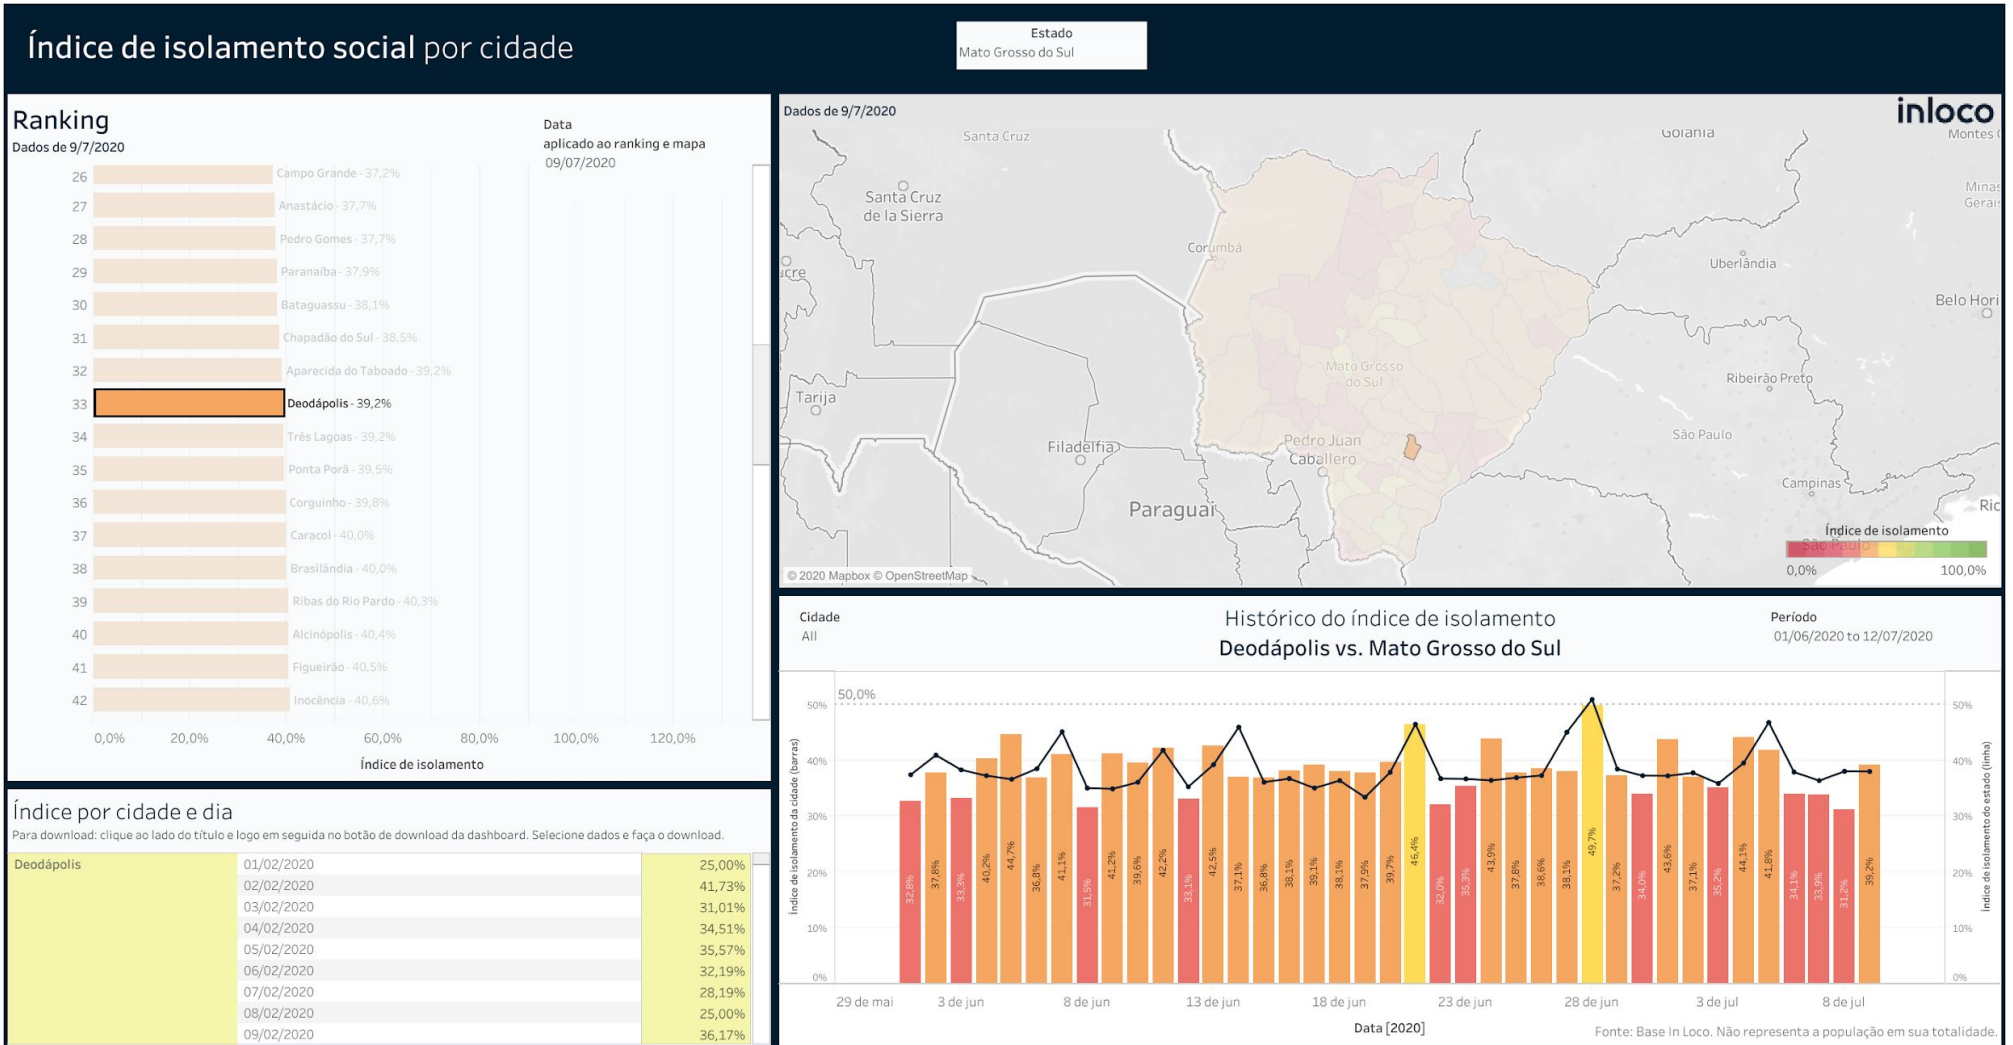 Índice de isolamento social por cidade
Estado
Mato Grosso do Sul
Ranking
Dados de 9/7/2020
Data
aplicado ao ranking e mapa
09/07/2020
26 Campo Grande - 37,2%
27 Anastácio - 37,7%
28 Pedro Gomes - 37,7%
29 Paranaíba - 37,9%
30 Bataguassu - 38,1%
31 Chapadão do Sul - 38,5%
32 Aparecida do Taboado - 39,2%
33 Deodápolis - 39,2%
34 Três Lagoas - 39,2%
35 Ponta Porã - 39,5%
36 Corguinho - 39,8%
37 Caracol - 40,0%
38 Brasilândia - 40,0%
39 Ribas do Rio Pardo - 40,3%
40 Alcinópolis - 40,4%
41 Figueirão - 40,5%
42 Inocência - 40,6%
0,0% 20,0% 40,0% 60,0% 80,0% 100,0% 120,0%
Índice de isolamento
Índice por cidade e dia
Para download: clique ao lado do título e logo em seguida no botão de download da dashboard. Selecione dados e faça o download.
Deodápolis 01/02/2020 25,00%
02/02/2020 41,73%
03/02/2020 31,01%
04/02/2020 34,51%
05/02/2020 35,57%
06/02/2020 32,19%
07/02/2020 28,19%
08/02/2020 25,00%
09/02/2020 36,17%
Dados de 9/7/2020
inloco
Santa Cruz
Goiânia
Montes
Santa Cruz
de la Sierra
Minas
Gerais
Corumbá
Uberlândia
ucre
Belo Hori
Mato Grosso
do Sul
Ribeirão Preto
Tarija
São Paulo
Pedro Juan
Caballero
Filadelfia
Campinas
Paraguai
Ric
Índice de isolamento
São Paulo
0,0% 100,0%
© 2020 Mapbox © OpenStreetMap
Cidade
All
Histórico do índice de isolamento
Deodápolis vs. Mato Grosso do Sul
Período
01/06/2020 to 12/07/2020
50,0%
50% 50%
40% 40%
30% 30%
20% 20%
10% 10%
0% 0%
Índice de isolamento da cidade (barras)
Índice de isolamento do estado (linha)
32,8% 37,8% 33,3% 40,2% 44,7% 36,8% 41,1% 31,5% 41,2% 39,6% 42,2% 33,1% 42,5% 37,1% 36,8% 38,1% 39,1% 38,1% 37,9% 39,7% 46,4% 32,0% 35,3% 43,9% 37,8% 38,6% 38,1% 49,7% 37,2% 34,0% 43,6% 37,1% 35,2% 44,1% 41,8% 34,1% 33,9% 31,2% 39,2%
29 de mai 3 de jun 8 de jun 13 de jun 18 de jun 23 de jun 28 de jun 3 de jul 8 de jul
Data [2020]
Fonte: Base In Loco. Não representa a população em sua totalidade.